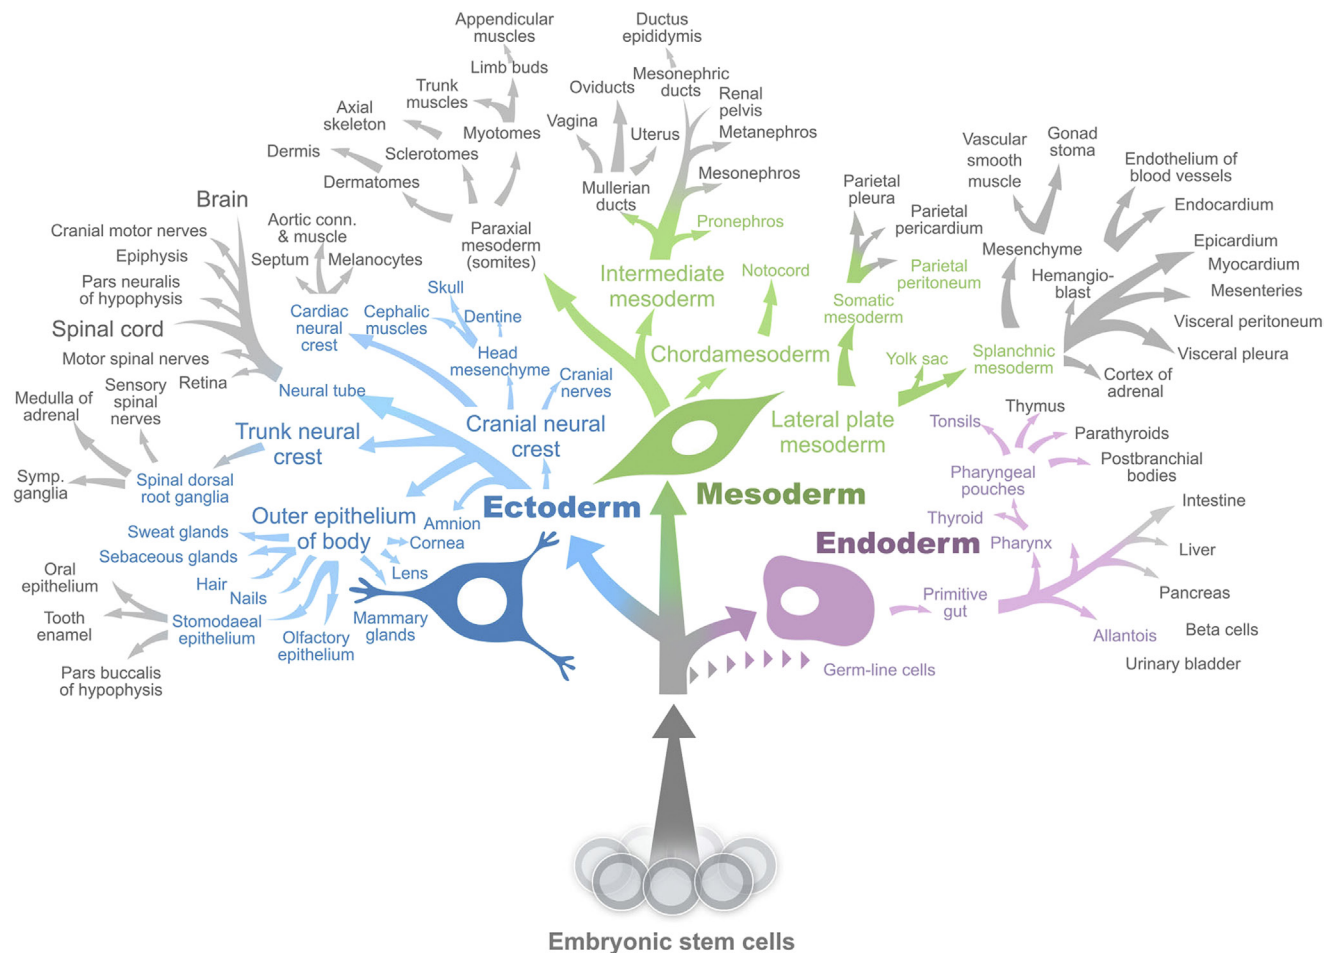 Appendicular
muscles
Limb buds
Trunk
muscles
Myotomes
Axial
skeleton
Sclerotomes
Dermis
Dermatomes
Paraxial
mesoderm
(somites)
Ductus
epididymis
Mesonephric
ducts
Renal
pelvis
Metanephros
Mesonephros
Oviducts
Vagina
Uterus
Mullerian
ducts
Pronephros
Intermediate
mesoderm
Notocord
Chordamesoderm
Parietal
pleura
Parietal
pericardium
Parietal
peritoneum
Somatic
mesoderm
Vascular
smooth
muscle
Gonad
stoma
Mesenchyme
Endothelium of
blood vessels
Endocardium
Hemangio-
blast
Epicardium
Myocardium
Mesenteries
Visceral peritoneum
Visceral pleura
Cortex of
adrenal
Yolk sac
Splanchnic
mesoderm
Lateral plate
mesoderm
Brain
Cranial motor nerves
Epiphysis
Pars neuralis
of hypophysis
Spinal cord
Motor spinal nerves
Retina
Neural tube
Aortic conn.
& muscle
Septum
Melanocytes
Cardiac
neural
crest
Cephalic
muscles
Skull
Dentine
Head
mesenchyme
Cranial
nerves
Cranial neural
crest
Medulla of
adrenal
Sensory
spinal
nerves
Symp.
ganglia
Spinal dorsal
root ganglia
Trunk neural
crest
Outer epithelium
of body
Sweat glands
Sebaceous glands
Hair
Nails
Amnion
Cornea
Lens
Mammary
glands
Olfactory
epithelium
Stomodaeal
epithelium
Oral
epithelium
Tooth
enamel
Pars buccalis
of hypophysis
Ectoderm
Mesoderm
Endoderm
Tonsils
Thymus
Parathyroids
Postbranchial
bodies
Pharyngeal
pouches
Thyroid
Pharynx
Primitive
gut
Intestine
Liver
Pancreas
Beta cells
Allantois
Urinary bladder
Germ-line cells
Embryonic stem cells